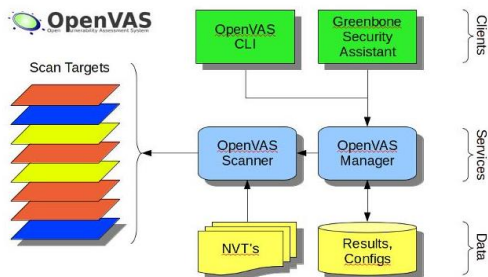 OpenVAS
Open Vulnerability Assessment System
OpenVAS
CLI
Greenbone
Security
Assistant
Clients
Scan Targets
OpenVAS
Scanner
OpenVAS
Manager
Services
NVT's
Results,
Configs
Data